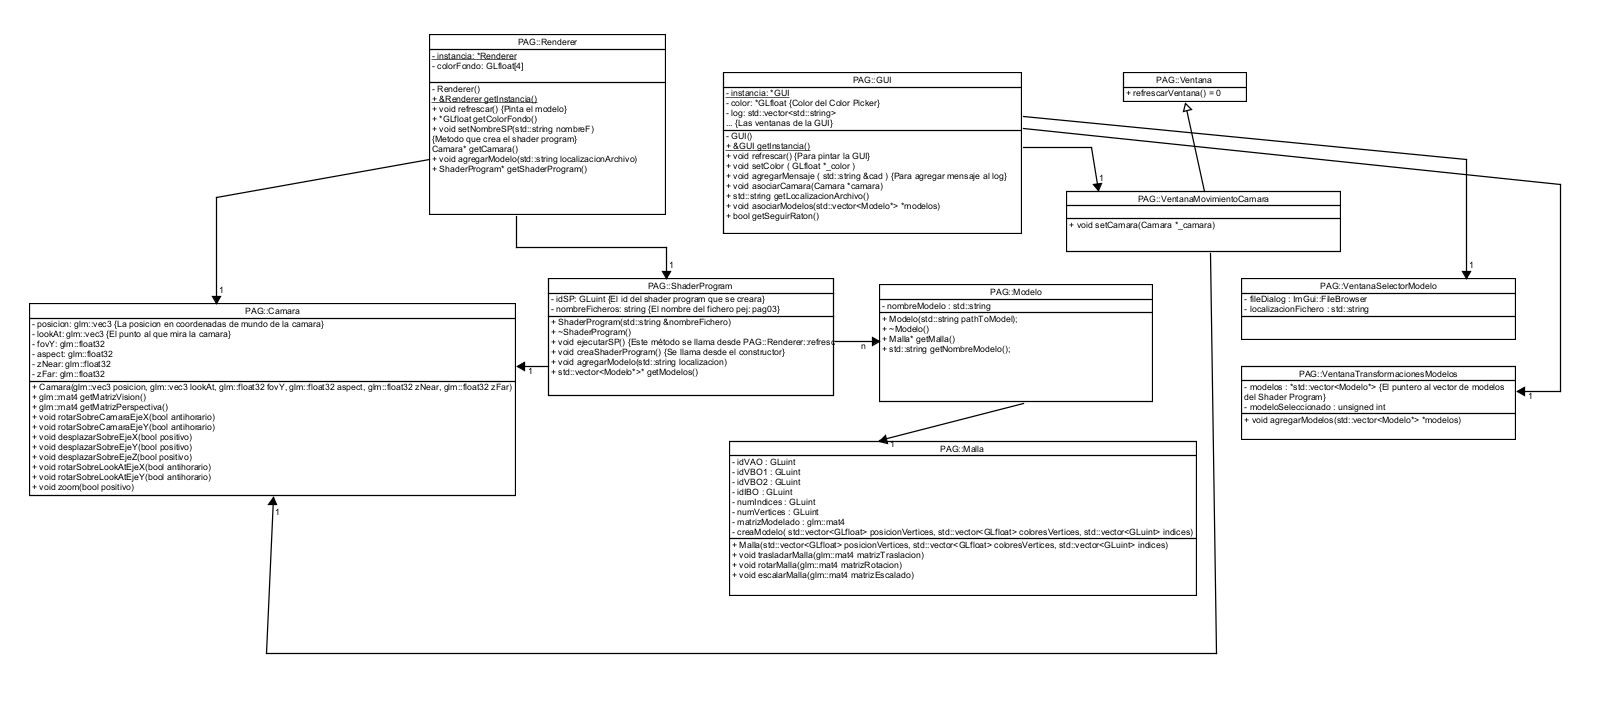 PAG::Renderer
- instancia: *Renderer
- colorFondo: GLfloat[4]
- Renderer()
+ &Renderer getInstancia()
+ void refrescar() {Pinta el modelo}
+ *GLfloat getColorFondo()
+ void setNombreSP(std::string nombreF)
{Metodo que crea el shader program}
Camara* getCamara()
+ void agregarModelo(std::string localizacionArchivo)
+ ShaderProgram* getShaderProgram()
PAG::GUI
- instancia: *GUI
- color: *GLfloat {Color del Color Picker}
- log: std::vector<std::string>
... {Las ventanas de la GUI}
- GUI()
+ &GUI getInstancia()
+ void refrescar() {Para pintar la GUI}
+ void setColor ( GLfloat *_color )
+ void agregarMensaje ( std::string &cad ) {Para agregar mensaje al log}
+ void asociarCamara(Camara *camara)
+ std::string getLocalizacionArchivo()
+ void asociarModelos(std::vector<Modelo*> *modelos)
+ bool getSeguirRaton()
PAG::Ventana
+ refrescarVentana() = 0
1
PAG::VentanaMovimientoCamara
+ void setCamara(Camara *_camara)
1
PAG::VentanaSelectorModelo
- fileDialog : ImGui::FileBrowser
- localizacionFichero : std::string
PAG::VentanaTransformacionesModelos
- modelos : *std::vector<Modelo*> {El puntero al vector de modelos
del Shader Program}
- modeloSeleccionado : unsigned int
+ void agregarModelos(std::vector<Modelo*> *modelos)
1
1
PAG::ShaderProgram
- idSP: GLuint {El id del shader program que se creara}
- nombreFicheros: string {El nombre del fichero pej: pag03}
+ ShaderProgram(std::string &nombreFichero)
+ ~ShaderProgram()
+ void ejecutarSP() {Este método se llama desde PAG::Renderer::refresc
+ void creaShaderProgram() {Se llama desde el constructor}
+ void agregarModelo(std::string localizacion)
+ std::vector<Modelo*>* getModelos()
n
PAG::Modelo
- nombreModelo : std::string
+ Modelo(std::string pathToModel);
+ ~Modelo()
+ Malla* getMalla()
+ std::string getNombreModelo();
1
PAG::Camara
- posicion: glm::vec3 {La posicion en coordenadas de mundo de la camara}
- lookAt: glm::vec3 {El punto al que mira la camara}
- fovY: glm::float32
- aspect: glm::float32
- zNear: glm::float32
- zFar: glm::float32
+ Camara(glm::vec3 posicion, glm::vec3 lookAt, glm::float32 fovY, glm::float32 aspect, glm::float32 zNear, glm::float32 zFar)
+ glm::mat4 getMatrizVision()
+ glm::mat4 getMatrizPerspectiva()
+ void rotarSobreCamaraEjeX(bool antihorario)
+ void rotarSobreCamaraEjeY(bool antihorario)
+ void desplazarSobreEjeX(bool positivo)
+ void desplazarSobreEjeY(bool positivo)
+ void desplazarSobreEjeZ(bool positivo)
+ void rotarSobreLookAtEjeX(bool antihorario)
+ void rotarSobreLookAtEjeY(bool antihorario)
+ void zoom(bool positivo)
1
1
1
PAG::Malla
- idVAO : GLuint
- idVBO1 : GLuint
- idVBO2 : GLuint
- idIBO : GLuint
- numIndices : GLuint
- numVertices : GLuint
- matrizModelado : glm::mat4
- creaModelo( std::vector<GLfloat> posicionVertices, std::vector<GLfloat> coloresVertices, std::vector<GLuint> indices)
+ Malla(std::vector<GLfloat> posicionVertices, std::vector<GLfloat> coloresVertices, std::vector<GLuint> indices)
+ void trasladarMalla(glm::mat4 matrizTraslacion)
+ void rotarMalla(glm::mat4 matrizRotacion)
+ void escalarMalla(glm::mat4 matrizEscalado)